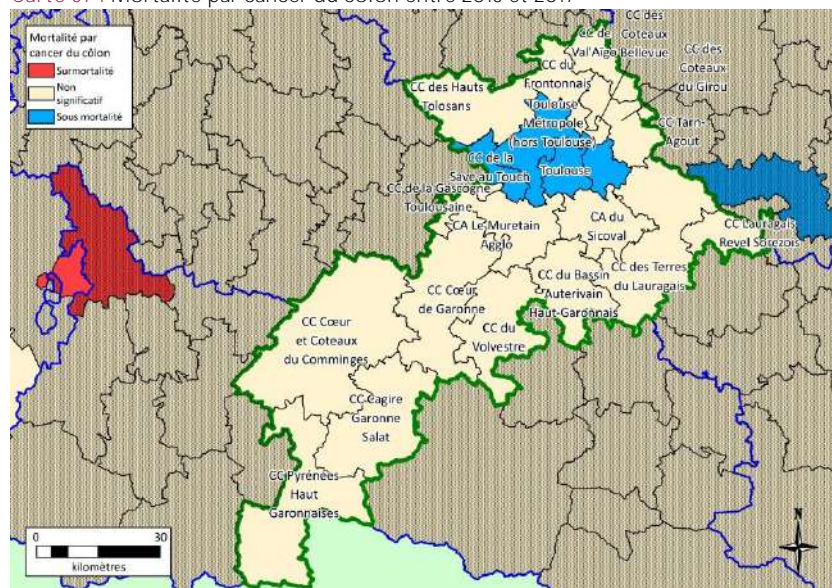 Mortalité par
cancer du côlon
Surmortalité
Non
significatif
Sous mortalité
CC des
Coteaux
Bellevue
CC de
Val'Aïgo
CC des
Coteaux
du Girou
CC du
Frontonnais
CC des Hauts
Tolosans
Toulouse
Métropole
(hors Toulouse)
CC Tarn-
Agout
CC de la
Save au Touch
Toulouse
CC de la Gascogne
Toulousaine
CA Le Muretain
Agglo
CA du
Sicoval
CC Lauragais
Revel Sorezois
CC du Bassin
Auterivain
Haut-Garonnais
CC des Terres
du Lauragais
CC Cœur
de Garonne
CC Cœur
et Coteaux
du Comminges
CC du
Volvestre
CC Cagire
Garonne
Salat
CC Pyrénées
Haut
Garonnaises
0 30
kilomètres
N